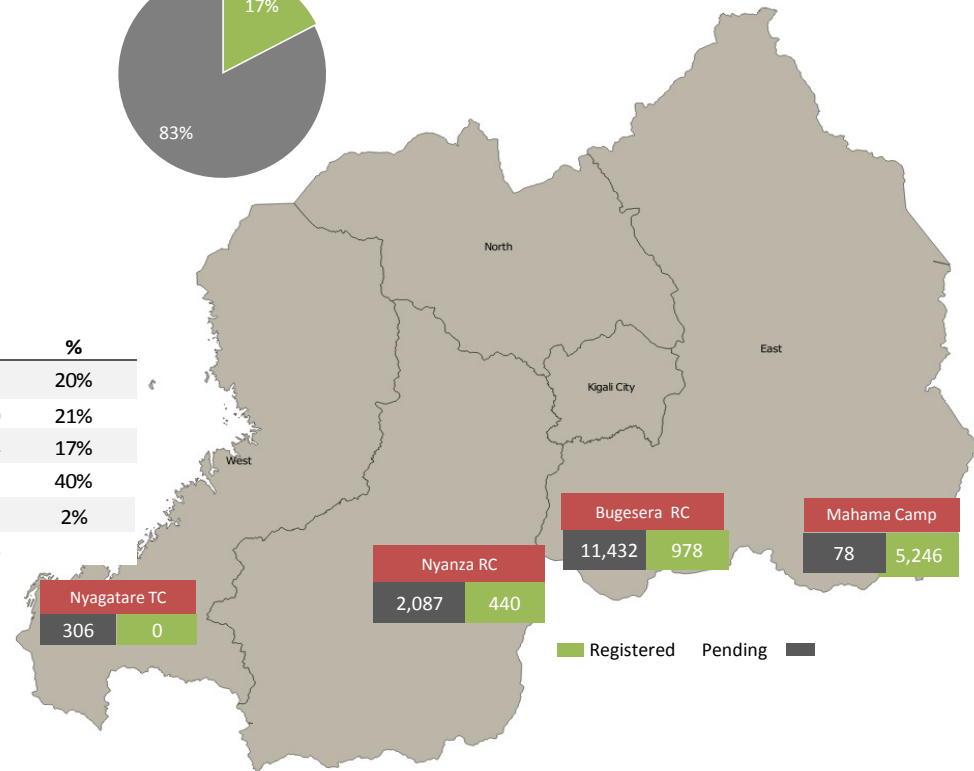 17%
83%
North
East
Kigali City
West
%
20%
21%
17%
40%
2%
Bugesera RC
11,432 978
Mahama Camp
78 5,246
Nyanza RC
2,087 440
Nyagatare TC
306 0
Registered Pending